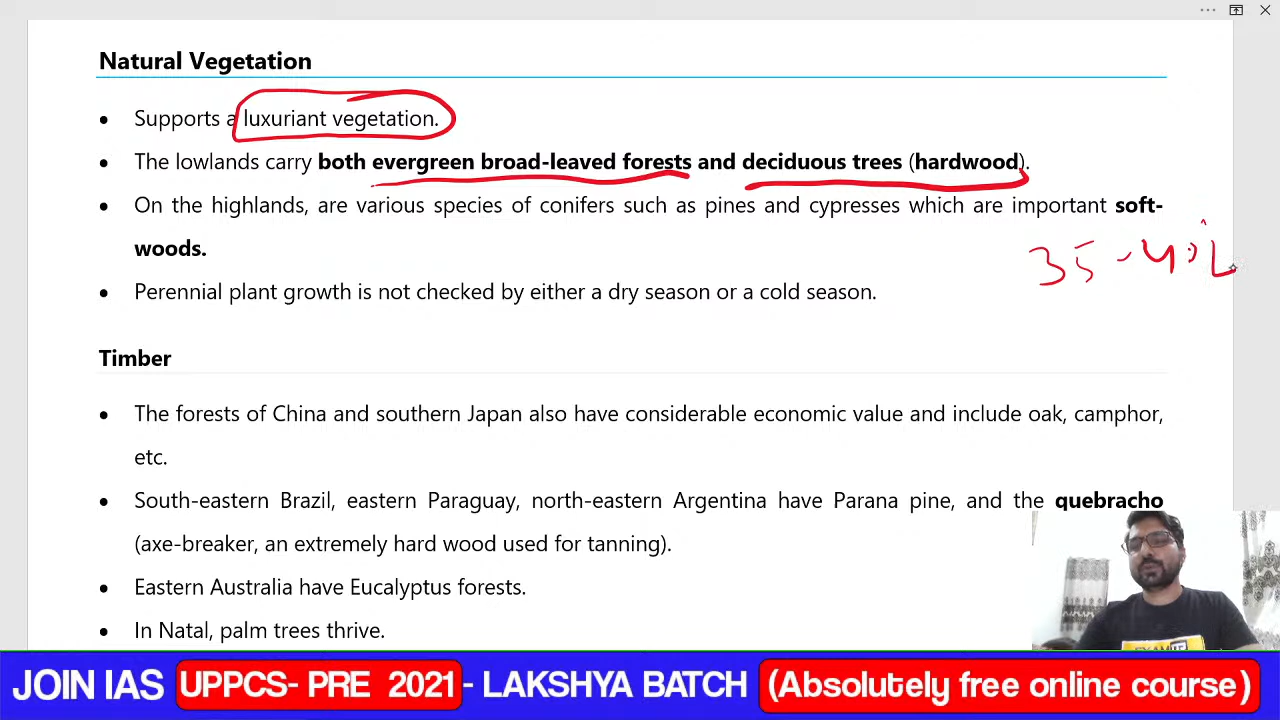 Natural Vegetation
• Supports a luxuriant vegetation.
• The lowlands carry both evergreen broad-leaved forests and deciduous trees (hardwood).
• On the highlands, are various species of conifers such as pines and cypresses which are important soft-
woods.
35-40
• Perennial plant growth is not checked by either a dry season or a cold season.
Timber
• The forests of China and southern Japan also have considerable economic value and include oak, camphor,
etc.
• South-eastern Brazil, eastern Paraguay, north-eastern Argentina have Parana pine, and the quebracho
(axe-breaker, an extremely hard wood used for tanning).
• Eastern Australia have Eucalyptus forests.
• In Natal, palm trees thrive.
JOIN IAS UPPCS- PRE 2021 - LAKSHYA BATCH (Absolutely free online course)